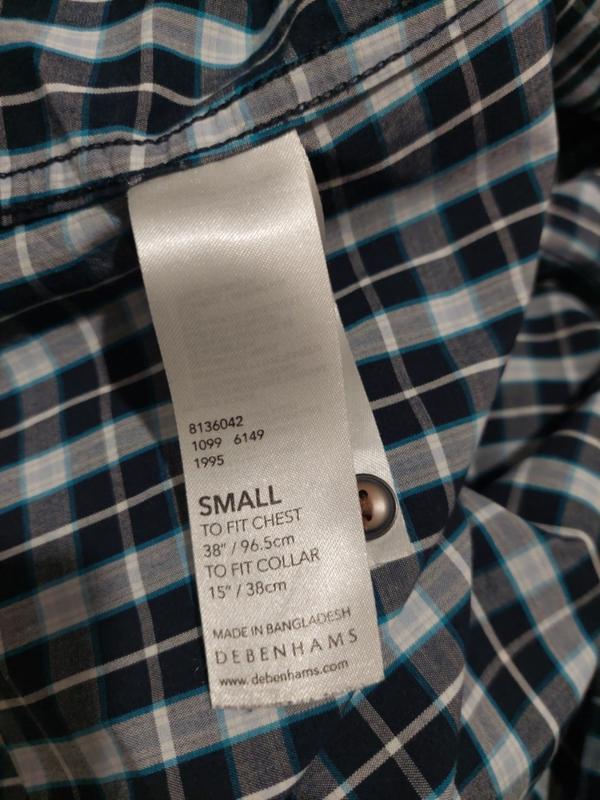 8136042
1099 6149
1995
SMALL
TO FIT CHEST
38" / 96.5cm
TO FIT COLLAR
15" / 38cm
MADE IN BANGLADESH
DEBENHAMS
www.debenhams.com